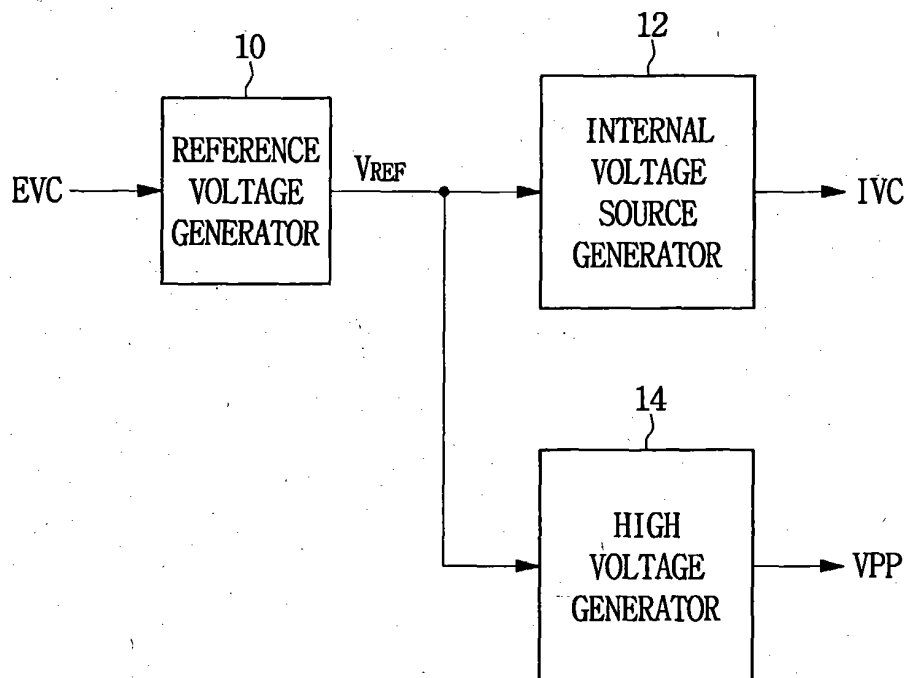 10
REFERENCE
VOLTAGE
GENERATOR
EVC
VREF
12
INTERNAL
VOLTAGE
SOURCE
GENERATOR
IVC
14
HIGH
VOLTAGE
GENERATOR
VPP